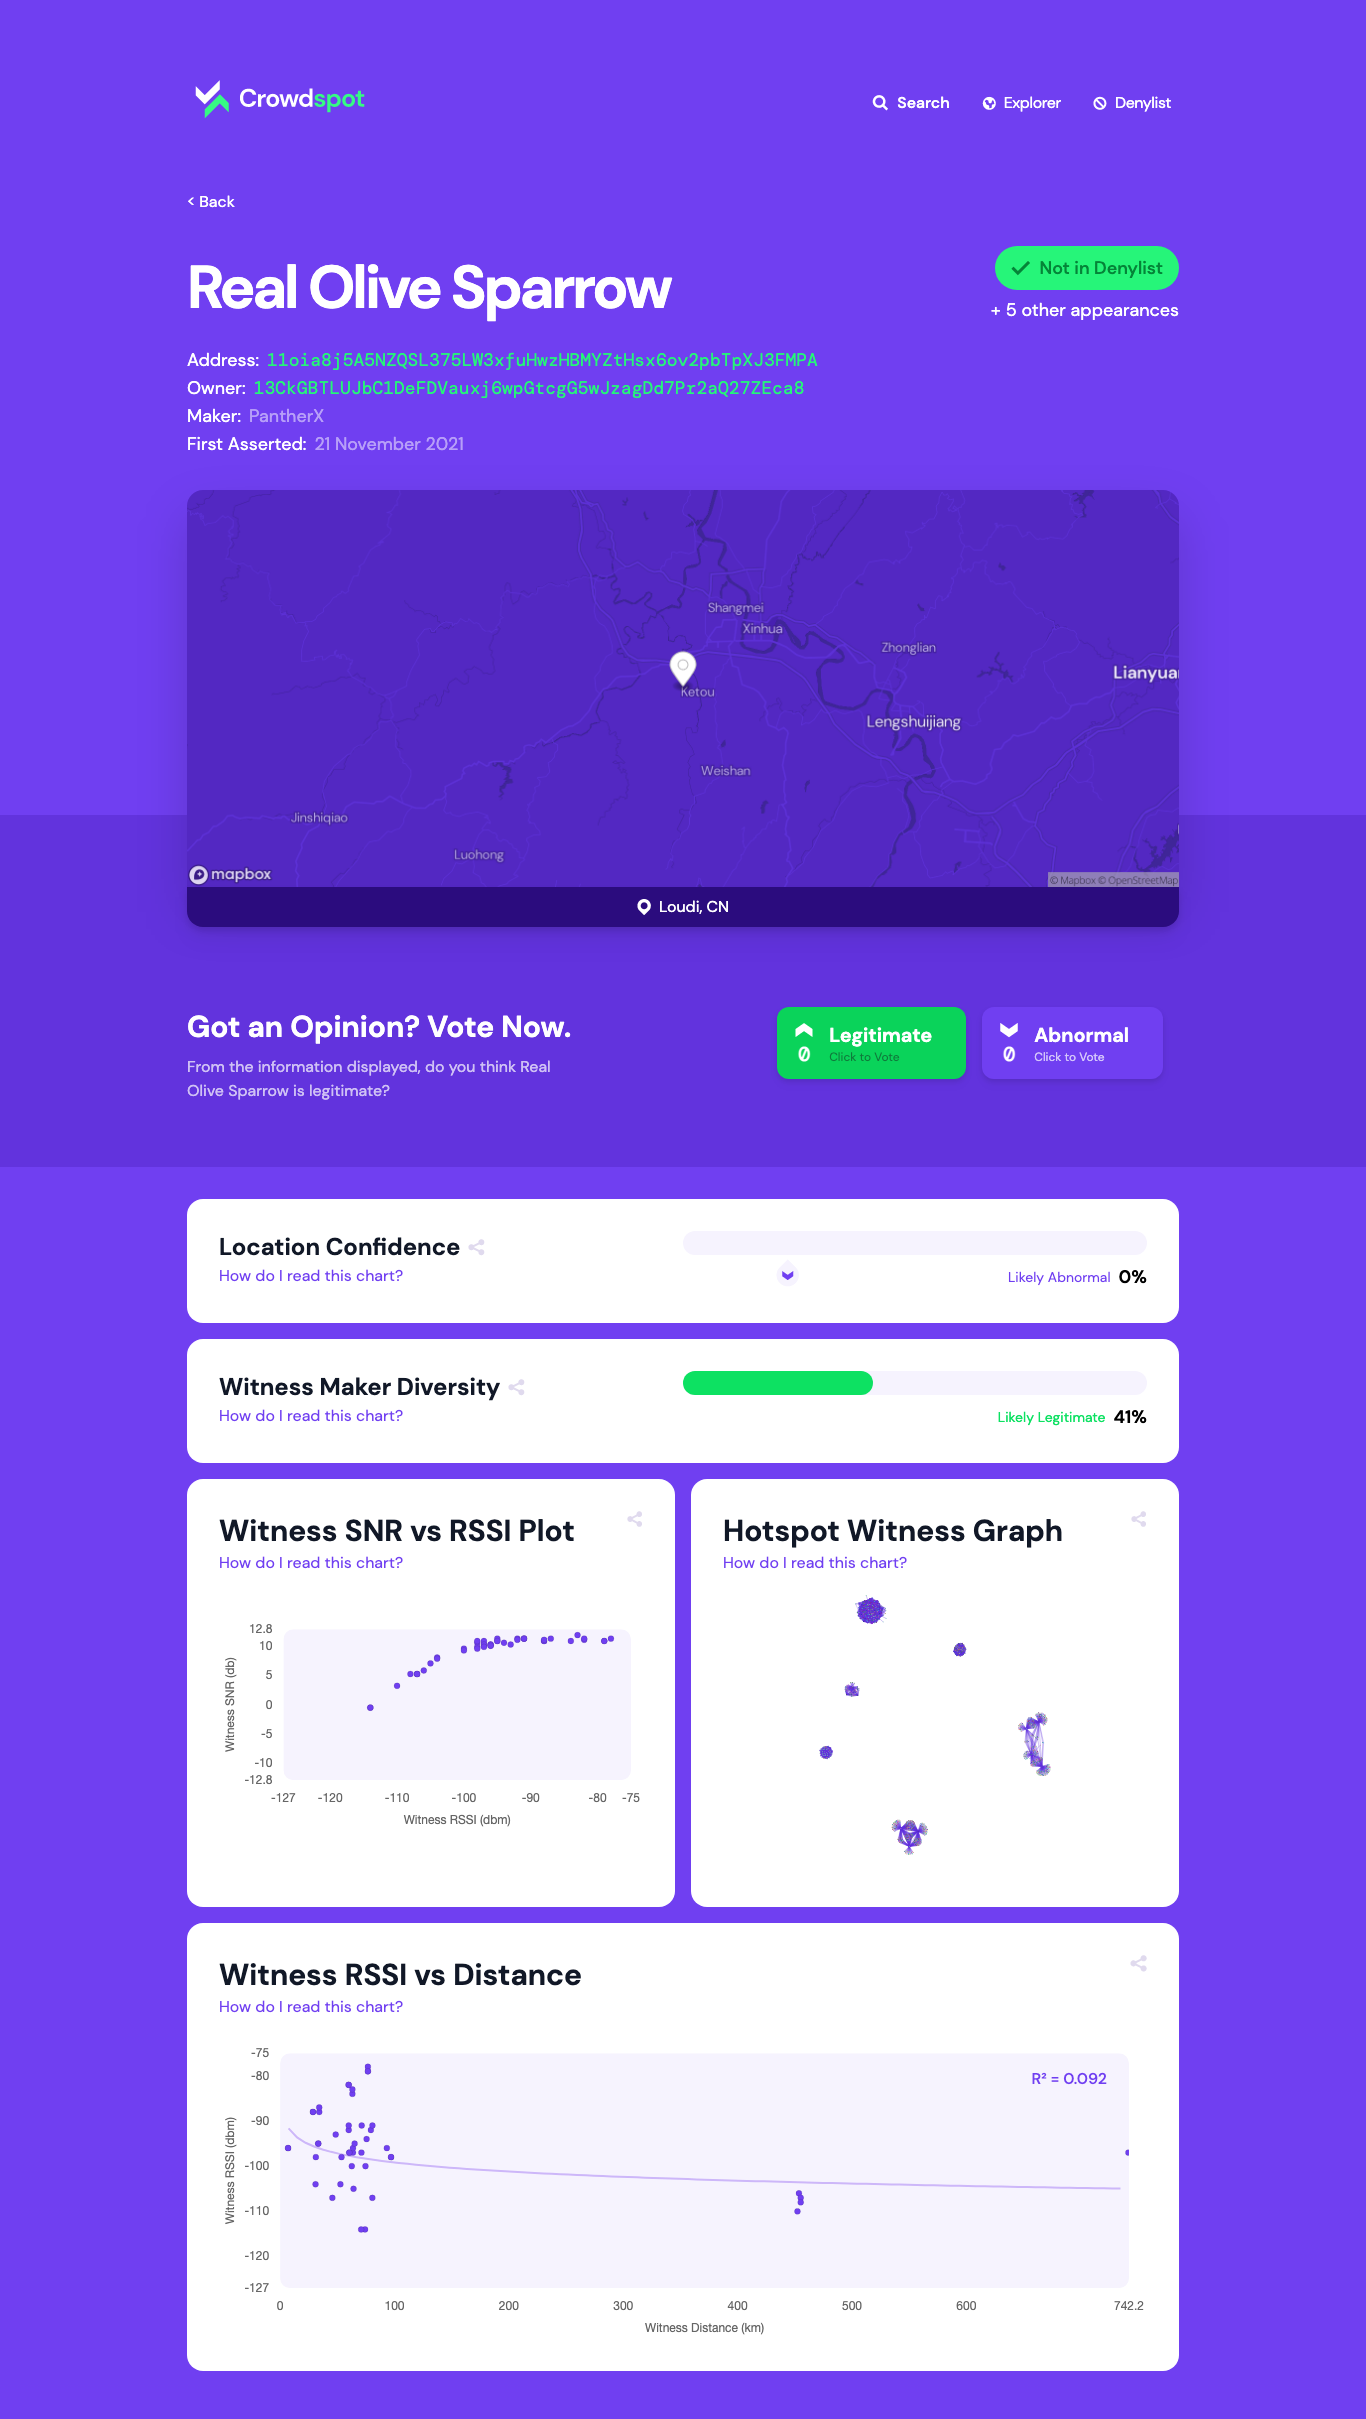 Crowdspot
Search
Explorer
Denylist
< Back
Real Olive Sparrow
Not in Denylist
+ 5 other appearances
Address: 11oia8j5A5NZQSL375LW3xfuHwzHBMYZtHsx6ov2pbTpXJ3FMPA
Owner: 13CkGBTLUJbC1DeFDVauxj6wpGtcgG5wJzagDd7Pr2aQ27ZEca8
Maker: PantherX
First Asserted: 21 November 2021
Shangmei
Xinhua
Zhonglian
Lianyua
Ketou
Lengshuijiang
Weishan
Jinshiqiao
Luohong
mapbox
© Mapbox © OpenStreetMap
Loudi, CN
Got an Opinion? Vote Now.
From the information displayed, do you think Real
Olive Sparrow is legitimate?
Legitimate
0
Click to Vote
Abnormal
0
Click to Vote
Location Confidence
How do I read this chart?
Likely Abnormal 0%
Witness Maker Diversity
How do I read this chart?
Likely Legitimate 41%
Witness SNR vs RSSI Plot
How do I read this chart?
12.8
10
5
0
-5
-10
-12.8
Witness SNR (db)
-127 -120 -110 -100 -90 -80 -75
Witness RSSI (dbm)
Hotspot Witness Graph
How do I read this chart?
Witness RSSI vs Distance
How do I read this chart?
R² = 0.092
-75
-80
-90
-100
-110
-120
-127
Witness RSSI (dbm)
0 100 200 300 400 500 600 742.2
Witness Distance (km)